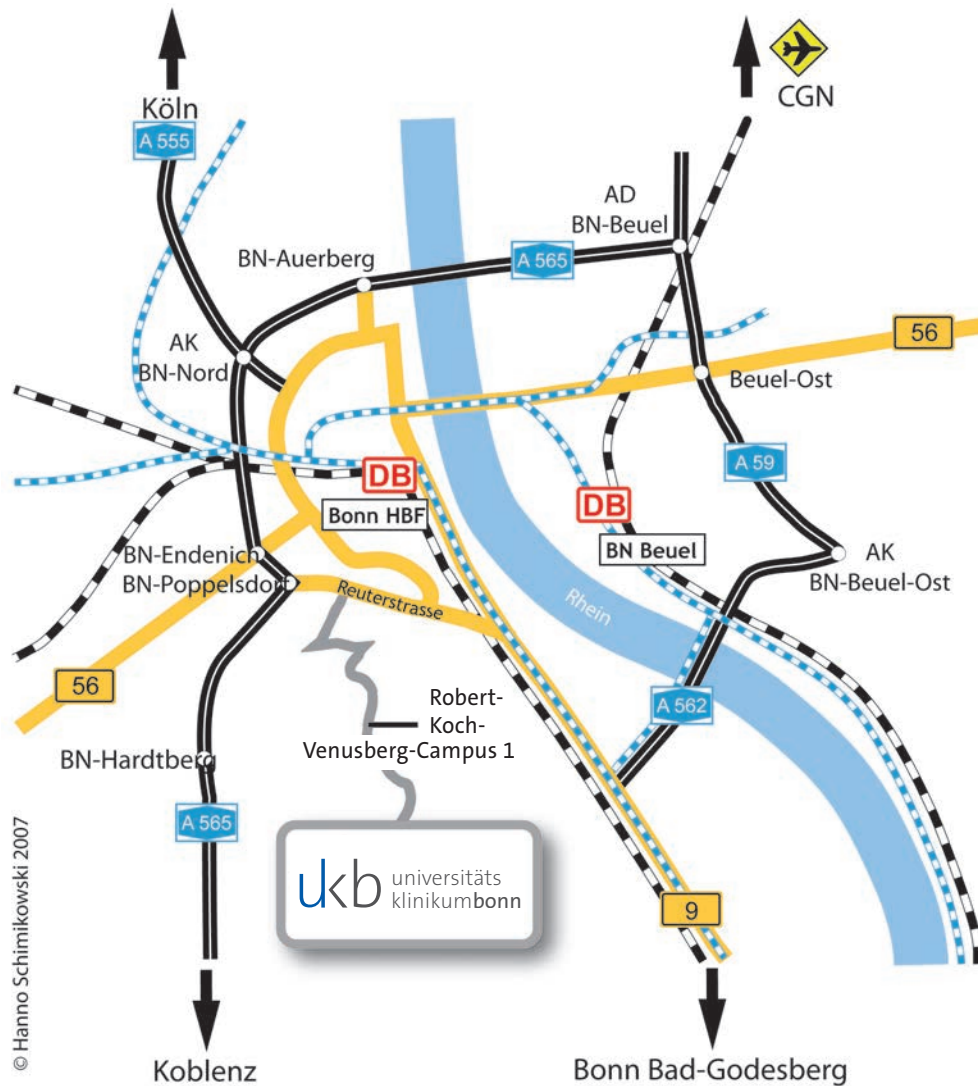 Köln
CGN
A 555
AD
BN-Beuel
BN-Auerberg
A 565
56
AK
BN-Nord
Beuel-Ost
A 59
DB
Bonn HBF
DB
BN Beuel
BN-Endenich
BN-Poppelsdorf
AK
BN-Beuel-Ost
Reuterstrasse
Rhein
56
A 562
Robert-
Koch-
Venusberg-Campus 1
BN-Hardtberg
A 565
ukb universitäts
klinikumbonn
9
© Hanno Schimikowski 2007
Koblenz
Bonn Bad-Godesberg